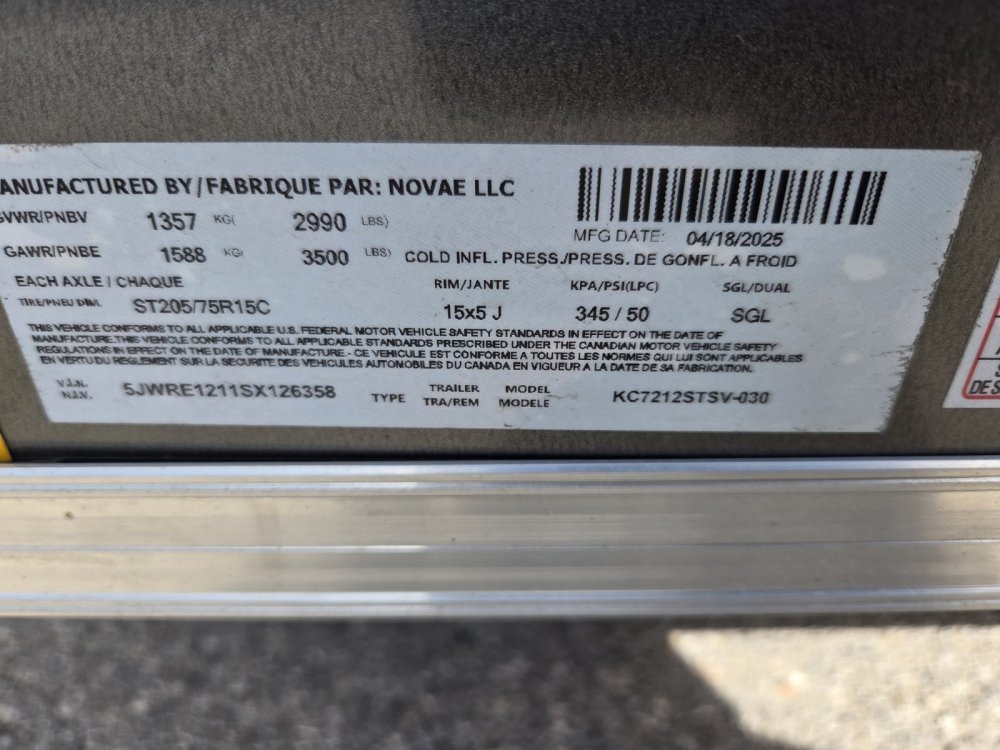 ANUFACTURED BY/FABRIQUE PAR: NOVAE LLC
GVWR/PNBV 1357 KG( 2990 LBS)
MFG DATE: 04/18/2025
GAWR/PNBE 1588 KG( 3500 LBS) COLD INFL. PRESS./PRESS. DE GONFL. A FROID
EACH AXLE / CHAQUE RIM/JANTE KPA/PSI(LPC) SGL/DUAL
TIRE/PNEU DIM. ST205/75R15C 15x5 J 345 / 50 SGL
THIS VEHICLE CONFORMS TO ALL APPLICABLE U.S. FEDERAL MOTOR VEHICLE SAFETY STANDARDS IN EFFECT ON THE DATE OF
MANUFACTURE.THIS VEHICLE CONFORMS TO ALL APPLICABLE STANDARDS PRESCRIBED UNDER THE CANADIAN MOTOR VEHICLE SAFETY
REGULATIONS IN EFFECT ON THE DATE OF MANUFACTURE.- CE VEHICULE EST CONFORME A TOUTES LES NORMES QUI LUI SONT APPLICABLES
EN VERTU DU REGLEMENT SUR LA SECURITE DES VEHICULES AUTOMOBILES DU CANADA EN VIGUEUR A LA DATE DE SA FABRICATION.
V.I.N. 5JWRE1211SX126358 TYPE TRAILER MODEL KC7212STSV-030
N.I.V. TRA/REM MODELE